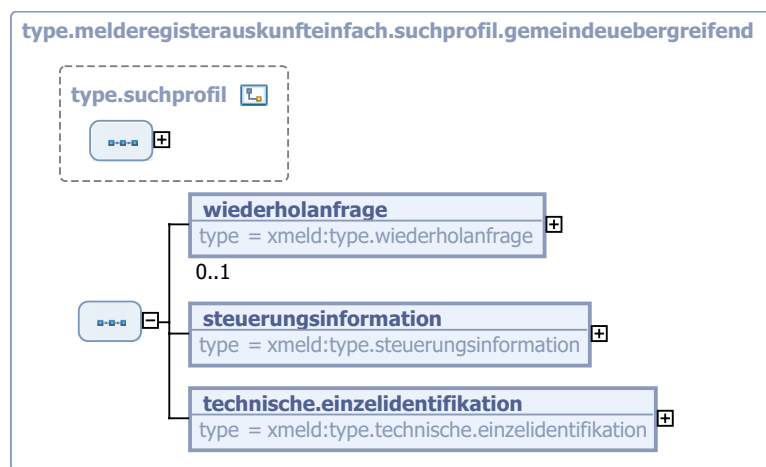 type.melderegisterauskunfteinfach.suchprofil.gemeindeuebergreifend
type.suchprofil
wiederholanfrage
type = xmeld:type.wiederholanfrage
0..1
steuerungsinformation
type = xmeld:type.steuerungsinformation
technische.einzelidentifikation
type = xmeld:type.technische.einzelidentifikation